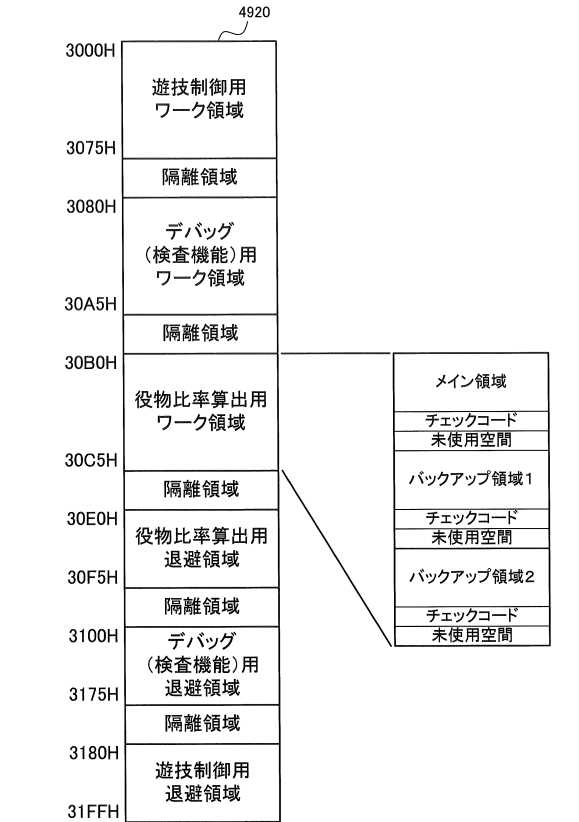 4920
3000H
遊技制御用
ワーク領域
3075H
隔離領域
3080H
デバッグ
（検査機能）用
ワーク領域
30A5H
隔離領域
30B0H
役物比率算出用
ワーク領域
30C5H
隔離領域
30E0H
役物比率算出用
退避領域
30F5H
隔離領域
3100H
デバッグ
（検査機能）用
退避領域
3175H
隔離領域
3180H
遊技制御用
退避領域
31FFH
メイン領域
チェックコード
未使用空間
バックアップ領域1
チェックコード
未使用空間
バックアップ領域2
チェックコード
未使用空間